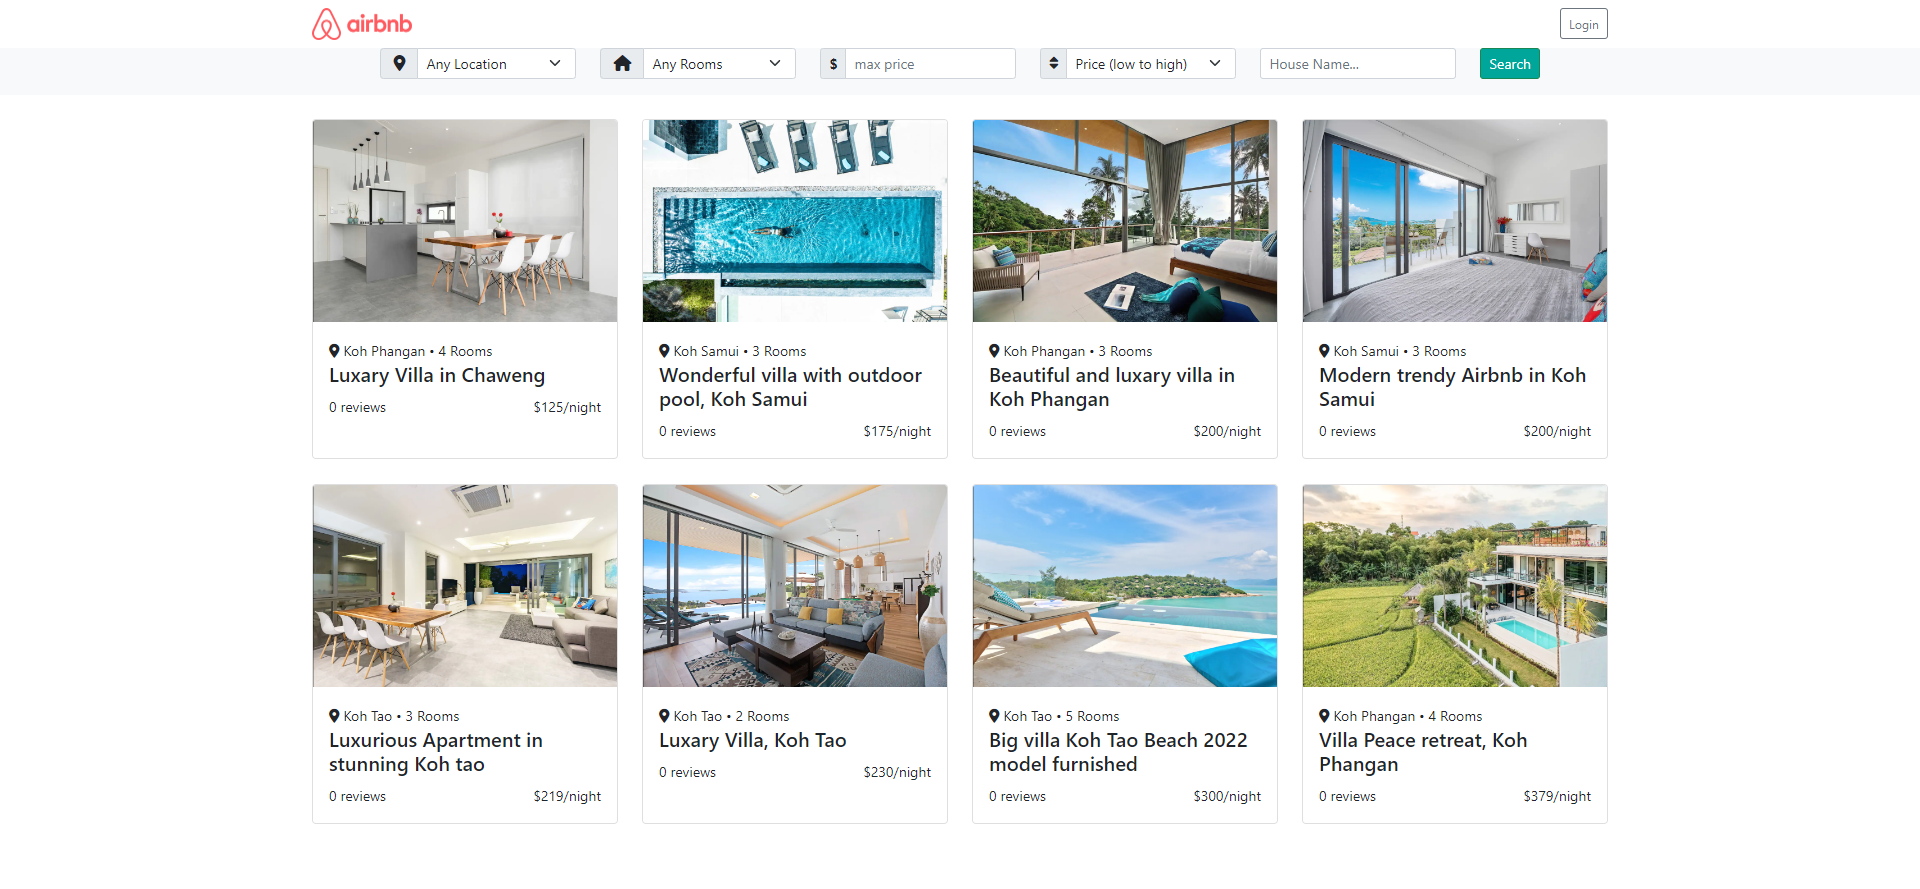 airbnb
Login
Any Location
Any Rooms
$ max price
Price (low to high)
House Name...
Search
Koh Phangan • 4 Rooms
Luxary Villa in Chaweng
0 reviews $125/night
Koh Samui • 3 Rooms
Wonderful villa with outdoor
pool, Koh Samui
0 reviews $175/night
Koh Phangan • 3 Rooms
Beautiful and luxary villa in
Koh Phangan
0 reviews $200/night
Koh Samui • 3 Rooms
Modern trendy Airbnb in Koh
Samui
0 reviews $200/night
Koh Tao • 3 Rooms
Luxurious Apartment in
stunning Koh tao
0 reviews $219/night
Koh Tao • 2 Rooms
Luxary Villa, Koh Tao
0 reviews $230/night
Koh Tao • 5 Rooms
Big villa Koh Tao Beach 2022
model furnished
0 reviews $300/night
Koh Phangan • 4 Rooms
Villa Peace retreat, Koh
Phangan
0 reviews $379/night